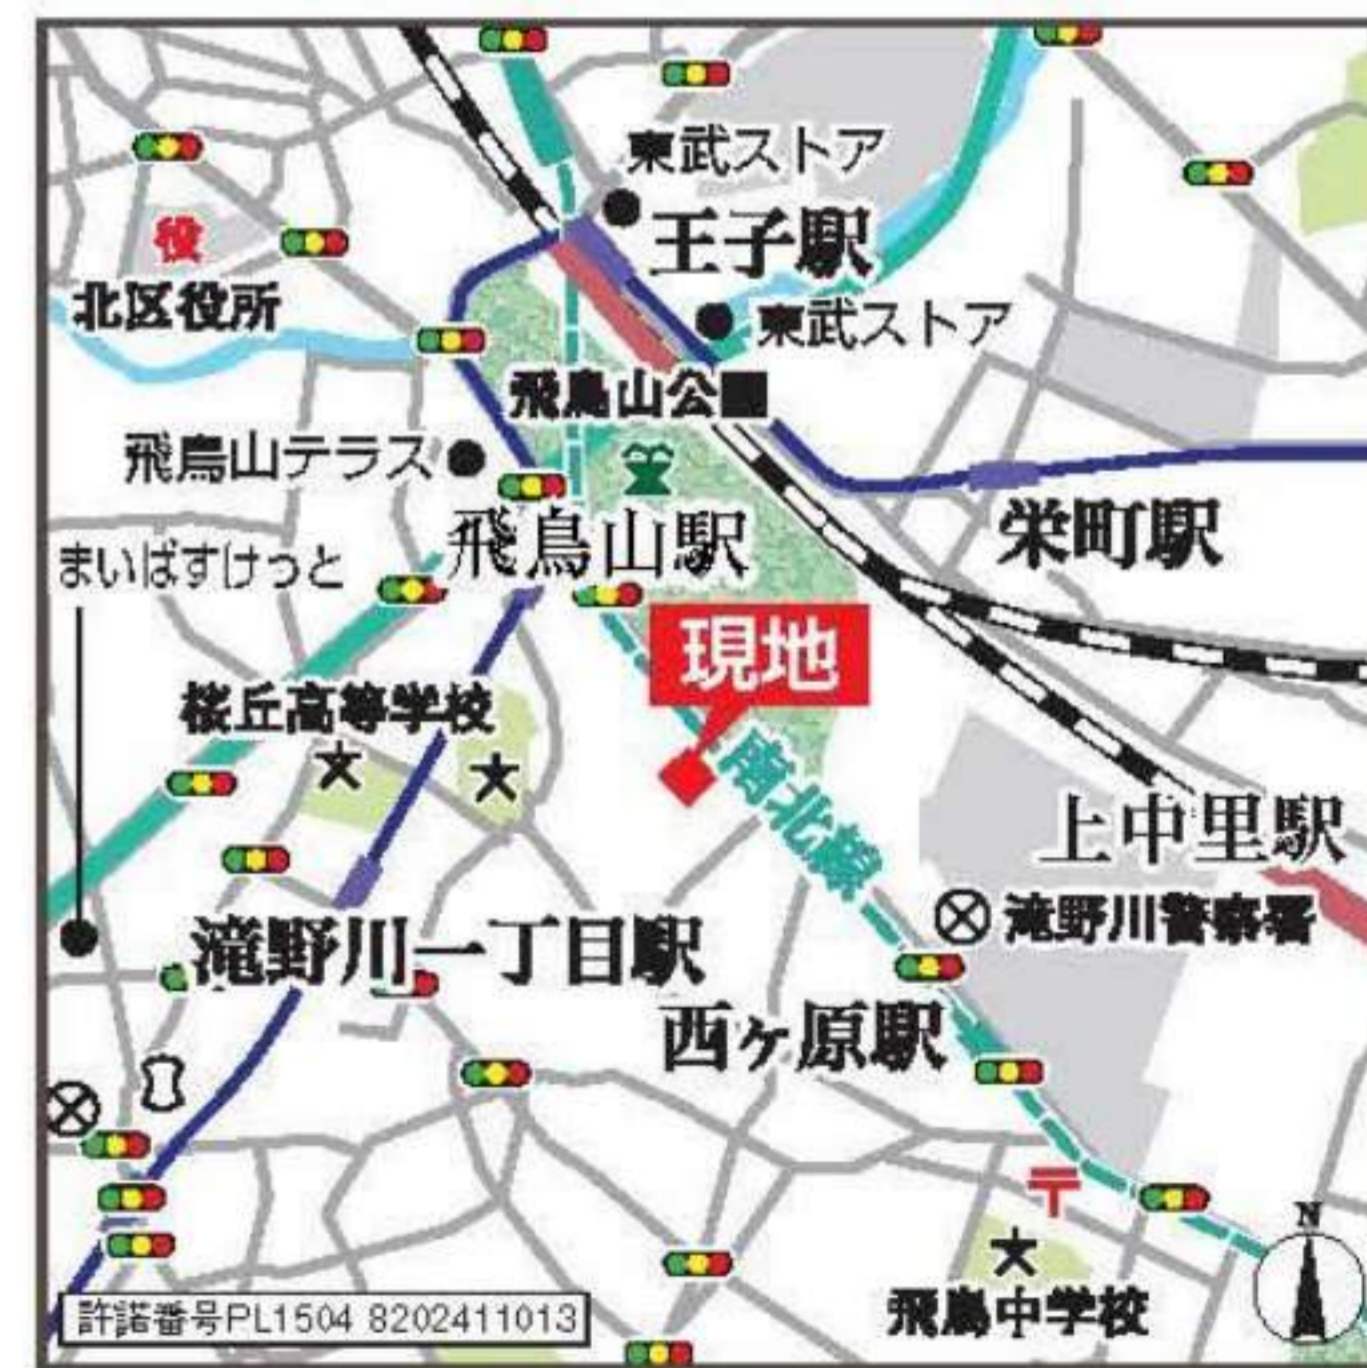 東武ストア
王子駅
役
北区役所
東武ストア
飛鳥山公園
飛鳥山テラス
飛鳥山駅
栄町駅
まいばすけっと
現地
桜丘高等学校
南北線
上中里駅
滝野川警察署
滝野川一丁目駅
西ヶ原駅
〒
N
飛鳥中学校
許諾番号PL1504 8202411013